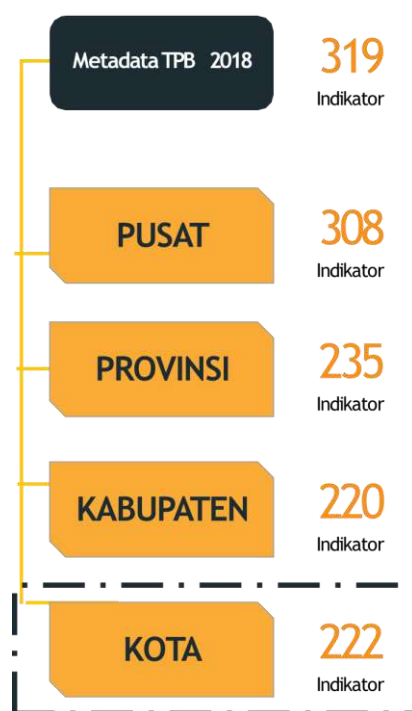 Metadata TPB 2018
319
Indikator
PUSAT
308
Indikator
PROVINSI
235
Indikator
KABUPATEN
220
Indikator
KOTA
222
Indikator